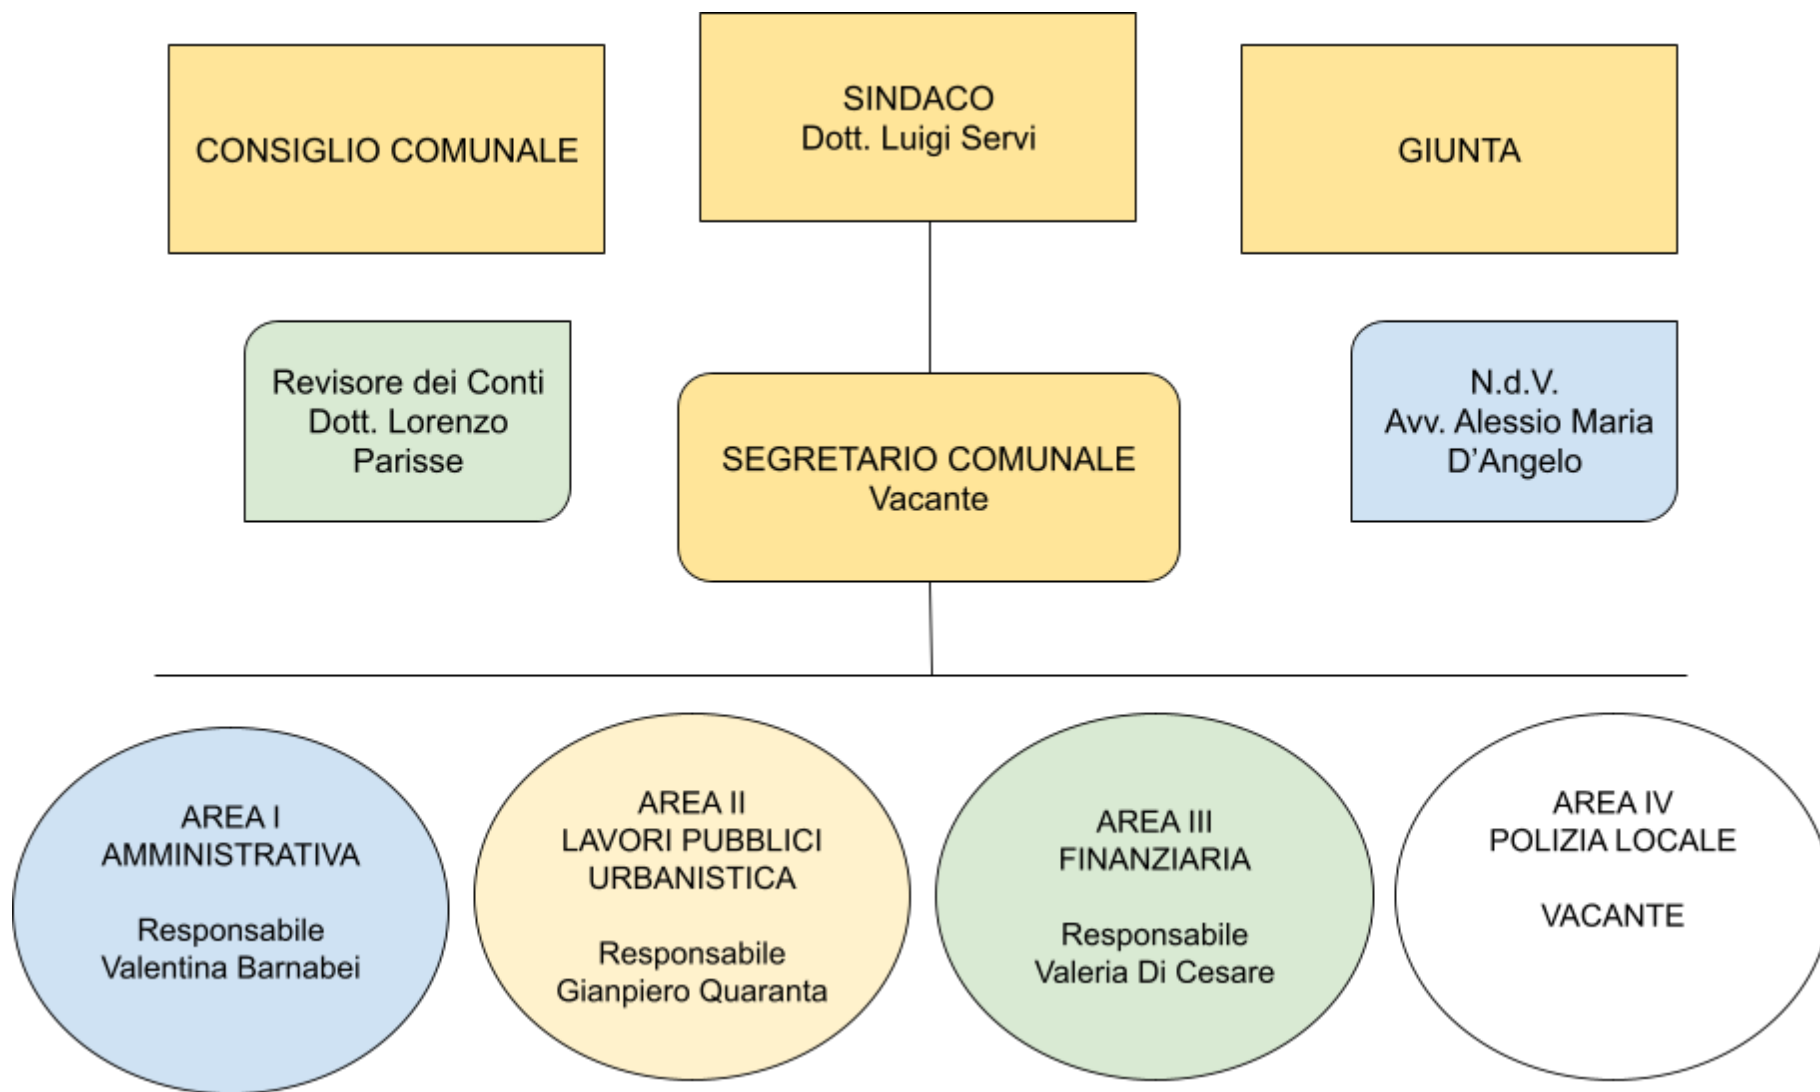 CONSIGLIO COMUNALE
SINDACO
Dott. Luigi Servi
GIUNTA
Revisore dei Conti
Dott. Lorenzo
Parisse
SEGRETARIO COMUNALE
Vacante
N.d.V.
Avv. Alessio Maria
D’Angelo
AREA I
AMMINISTRATIVA
Responsabile
Valentina Barnabei
AREA II
LAVORI PUBBLICI
URBANISTICA
Responsabile
Gianpiero Quaranta
AREA III
FINANZIARIA
Responsabile
Valeria Di Cesare
AREA IV
POLIZIA LOCALE
VACANTE